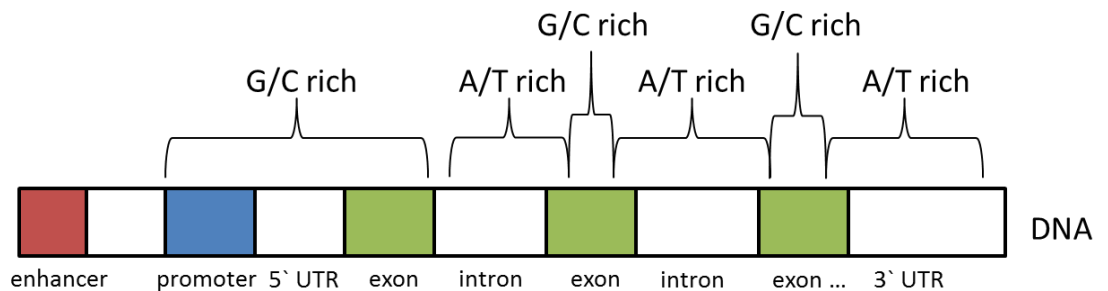 G/C rich G/C rich
G/C rich A/T rich A/T rich A/T rich
DNA
enhancer promoter 5` UTR exon intron exon intron exon ... 3` UTR